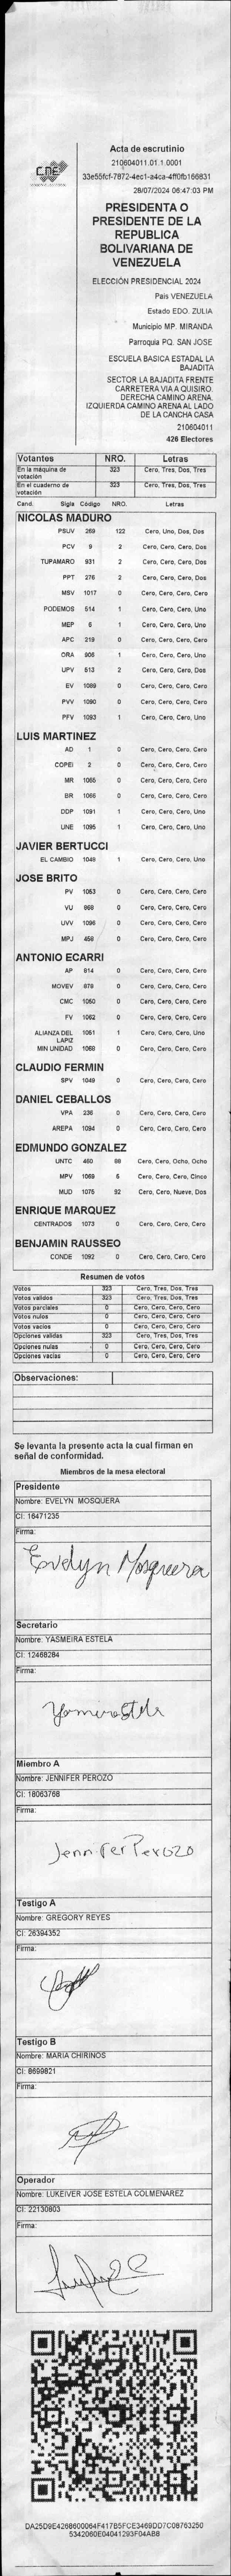 CNE
Acta de escrutinio
210604011.01.1.0001
33e55fcf-7872-4ec1-a4ca-4ff0fb166831
28/07/2024 06:47:03 PM
PRESIDENTA O
PRESIDENTE DE LA
REPUBLICA
BOLIVARIANA DE
VENEZUELA
ELECCIÓN PRESIDENCIAL 2024
País VENEZUELA
Estado EDO. ZULIA
Municipio MP. MIRANDA
Parroquia PQ. SAN JOSE
ESCUELA BASICA ESTADAL LA
BAJADITA
SECTOR LA BAJADITA FRENTE
CARRETERA VIA A QUISIRO.
DERECHA CAMINO ARENA.
IZQUIERDA CAMINO ARENA AL LADO
DE LA CANCHA CASA
210604011
426 Electores
Votantes NRO. Letras
En la máquina de votación 323 Cero, Tres, Dos, Tres
En el cuaderno de votación 323 Cero, Tres, Dos, Tres
Cand. Sigla Código NRO. Letras
NICOLAS MADURO
PSUV 269 122 Cero, Uno, Dos, Dos
PCV 9 2 Cero, Cero, Cero, Dos
TUPAMARO 931 2 Cero, Cero, Cero, Dos
PPT 276 2 Cero, Cero, Cero, Dos
MSV 1017 0 Cero, Cero, Cero, Cero
PODEMOS 514 1 Cero, Cero, Cero, Uno
MEP 6 1 Cero, Cero, Cero, Uno
APC 219 0 Cero, Cero, Cero, Cero
ORA 906 1 Cero, Cero, Cero, Uno
UPV 513 2 Cero, Cero, Cero, Dos
EV 1089 0 Cero, Cero, Cero, Cero
PVV 1090 0 Cero, Cero, Cero, Cero
PFV 1093 1 Cero, Cero, Cero, Uno
LUIS MARTINEZ
AD 1 0 Cero, Cero, Cero, Cero
COPEI 2 0 Cero, Cero, Cero, Cero
MR 1065 0 Cero, Cero, Cero, Cero
BR 1066 0 Cero, Cero, Cero, Cero
DDP 1091 1 Cero, Cero, Cero, Uno
UNE 1095 1 Cero, Cero, Cero, Uno
JAVIER BERTUCCI
EL CAMBIO 1049 1 Cero, Cero, Cero, Uno
JOSE BRITO
PV 1053 0 Cero, Cero, Cero, Cero
VU 868 0 Cero, Cero, Cero, Cero
UVV 1096 0 Cero, Cero, Cero, Cero
MPJ 456 0 Cero, Cero, Cero, Cero
ANTONIO ECARRI
AP 814 0 Cero, Cero, Cero, Cero
MOVEV 879 0 Cero, Cero, Cero, Cero
CMC 1050 0 Cero, Cero, Cero, Cero
FV 1062 0 Cero, Cero, Cero, Cero
ALIANZA DEL LAPIZ 1051 1 Cero, Cero, Cero, Uno
MIN UNIDAD 1068 0 Cero, Cero, Cero, Cero
CLAUDIO FERMIN
SPV 1049 0 Cero, Cero, Cero, Cero
DANIEL CEBALLOS
VPA 236 0 Cero, Cero, Cero, Cero
AREPA 1094 0 Cero, Cero, Cero, Cero
EDMUNDO GONZALEZ
UNTC 460 88 Cero, Cero, Ocho, Ocho
MPV 1069 5 Cero, Cero, Cero, Cinco
MUD 1075 92 Cero, Cero, Nueve, Dos
ENRIQUE MARQUEZ
CENTRADOS 1073 0 Cero, Cero, Cero, Cero
BENJAMIN RAUSSEO
CONDE 1092 0 Cero, Cero, Cero, Cero
Resumen de votos
Votos 323 Cero, Tres, Dos, Tres
Votos validos 323 Cero, Tres, Dos, Tres
Votos parciales 0 Cero, Cero, Cero, Cero
Votos nulos 0 Cero, Cero, Cero, Cero
Votos vacios 0 Cero, Cero, Cero, Cero
Opciones validas 323 Cero, Tres, Dos, Tres
Opciones nulas 0 Cero, Cero, Cero, Cero
Opciones vacias 0 Cero, Cero, Cero, Cero
Observaciones:
Se levanta la presente acta la cual firman en
señal de conformidad.
Miembros de la mesa electoral
Presidente
Nombre: EVELYN MOSQUERA
CI: 16471235
Firma:
Evelyn Mosquera
Secretario
Nombre: YASMEIRA ESTELA
CI: 12468284
Firma:
Miembro A
Nombre: JENNIFER PEROZO
CI: 18063768
Firma:
Jennifer Perozo
Testigo A
Nombre: GREGORY REYES
CI: 26394352
Firma:
Testigo B
Nombre: MARIA CHIRINOS
CI: 8699821
Firma:
Operador
Nombre: LUKEIVER JOSE ESTELA COLMENAREZ
CI: 22130803
Firma:
DA25D9E4268600064F417B5FCE3469DD7C08763250
5342060E04041293F04AB8